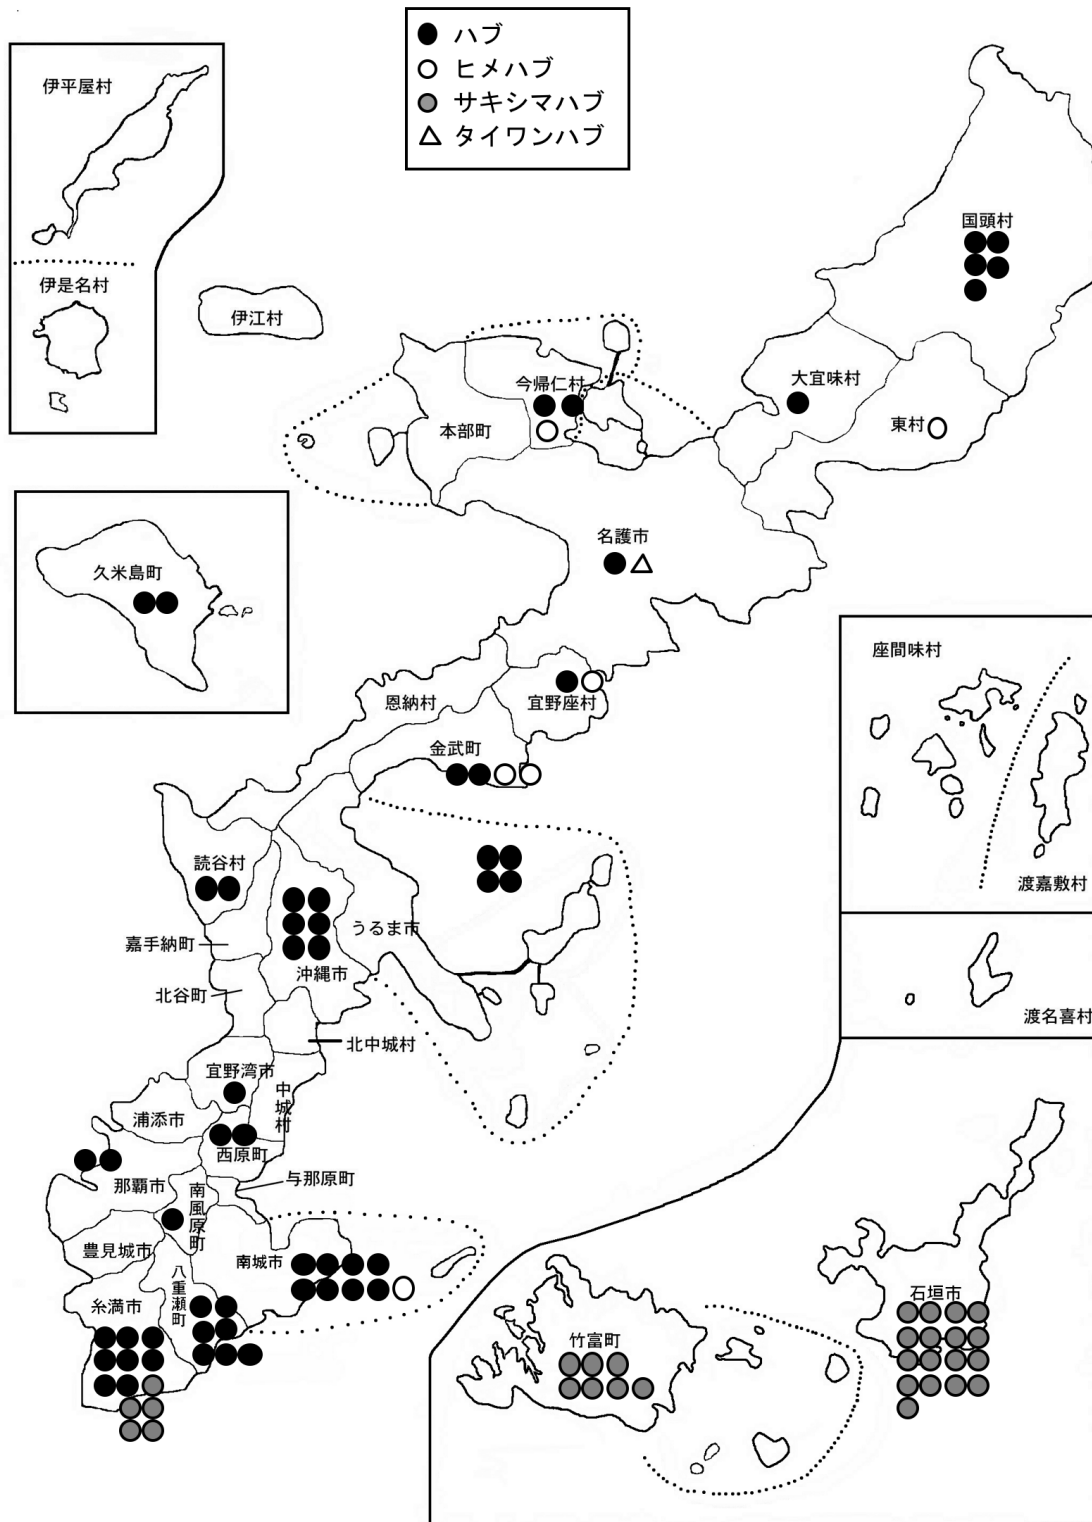 ハブ
ヒメハブ
サキシマハブ
タイワンハブ
伊平屋村
伊是名村
伊江村
国頭村
大宜味村
東村
今帰仁村
本部町
名護市
久米島町
恩納村
宜野座村
金武町
座間味村
渡嘉敷村
渡名喜村
読谷村
嘉手納町
北谷町
沖縄市
うるま市
北中城村
宜野湾市
中城村
浦添市
西原町
那覇市
与那原町
南風原町
豊見城市
南城市
八重瀬町
糸満市
竹富町
石垣市